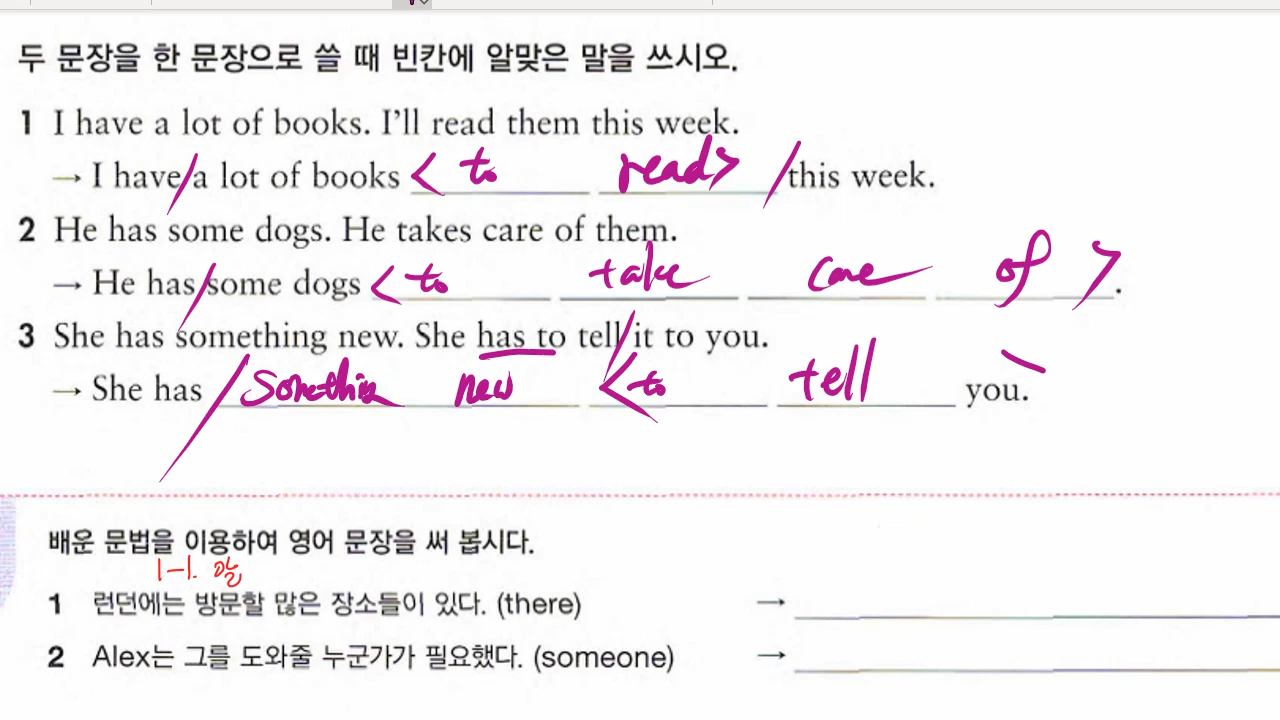 두 문장을 한 문장으로 쓸 때 빈칸에 알맞은 말을 쓰시오.
1 I have a lot of books. I'll read them this week.
→ I have / a lot of books < to read > / this week.
2 He has some dogs. He takes care of them.
→ He has / some dogs < to take care of >.
3 She has something new. She has to tell / it to you.
→ She has / something new < to tell you.
배운 문법을 이용하여 영어 문장을 써 봅시다.
1-1.
1 런던에는 방문할 많은 장소들이 있다. (there) →
2 Alex는 그를 도와줄 누군가가 필요했다. (someone) →